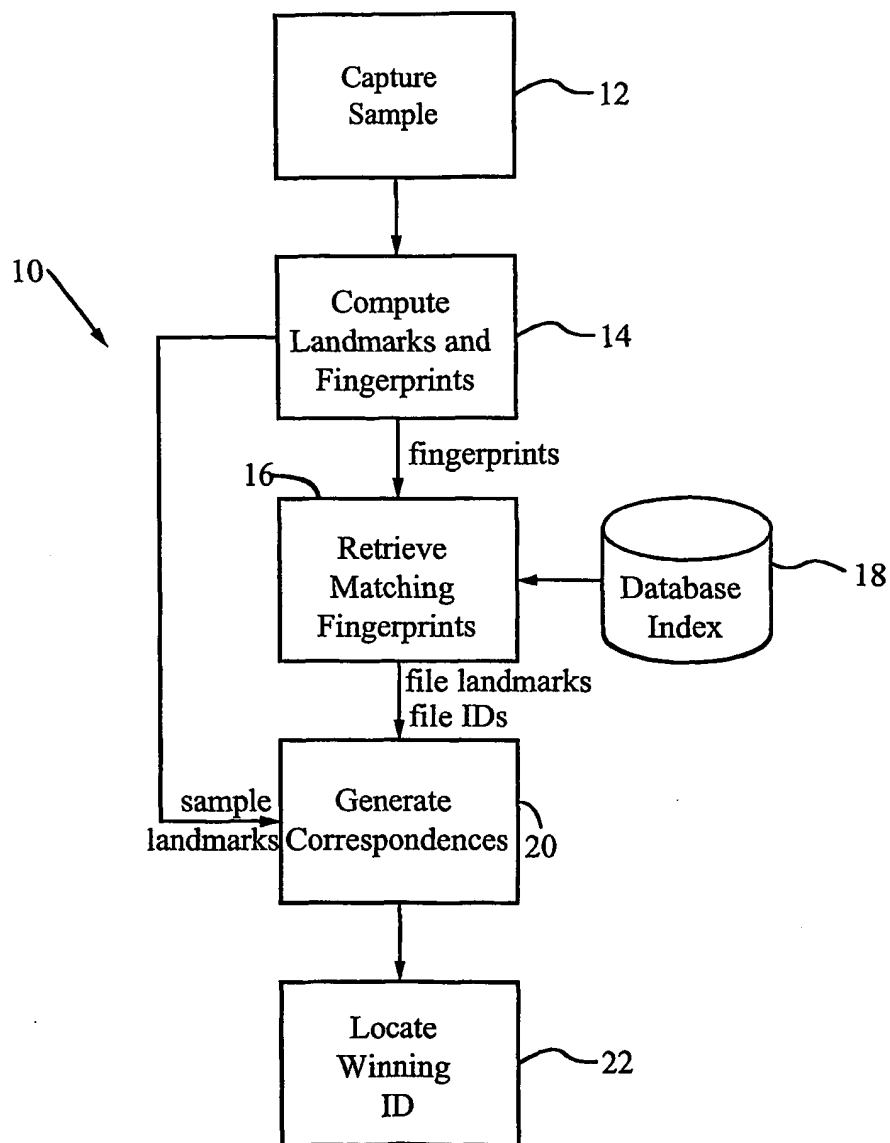 Capture
Sample
12
10
Compute
Landmarks and
Fingerprints
14
fingerprints
16
Retrieve
Matching
Fingerprints
Database
Index
18
file landmarks
file IDs
sample
landmarks
Generate
Correspondences
20
Locate
Winning
ID
22